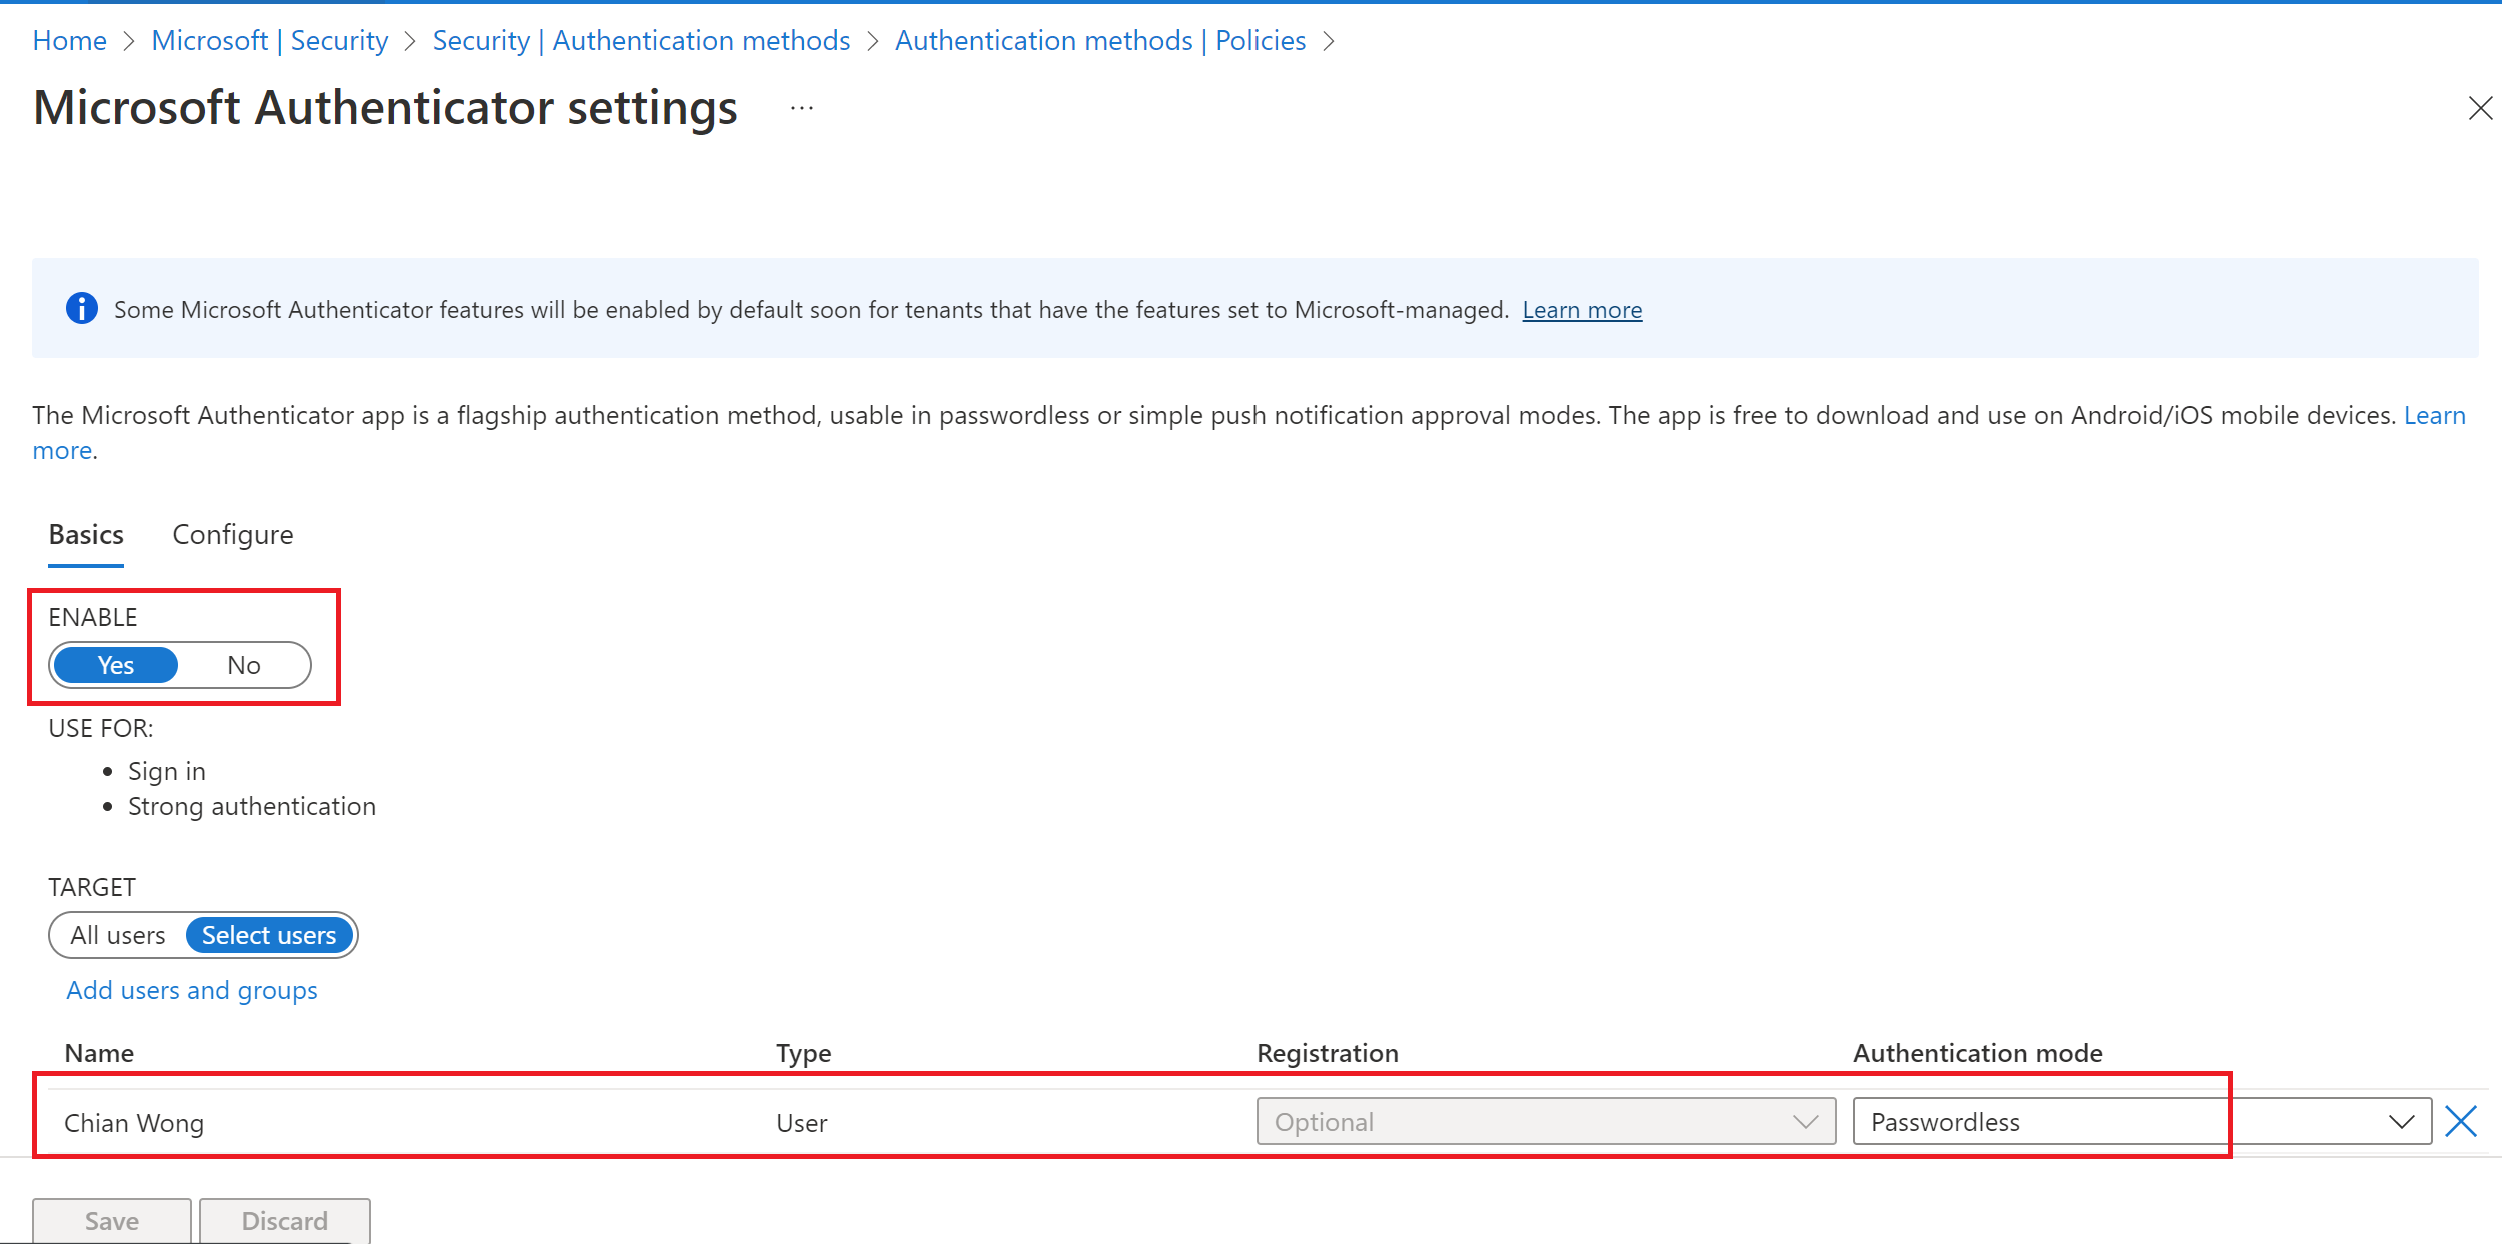 Home > Microsoft | Security > Security | Authentication methods > Authentication methods | Policies >
Microsoft Authenticator settings ...
Some Microsoft Authenticator features will be enabled by default soon for tenants that have the features set to Microsoft-managed. Learn more
The Microsoft Authenticator app is a flagship authentication method, usable in passwordless or simple push notification approval modes. The app is free to download and use on Android/iOS mobile devices. Learn
more.
Basics Configure
ENABLE
Yes No
USE FOR:
• Sign in
• Strong authentication
TARGET
All users Select users
Add users and groups
Name Type Registration Authentication mode
Chian Wong User Optional Passwordless
Save Discard